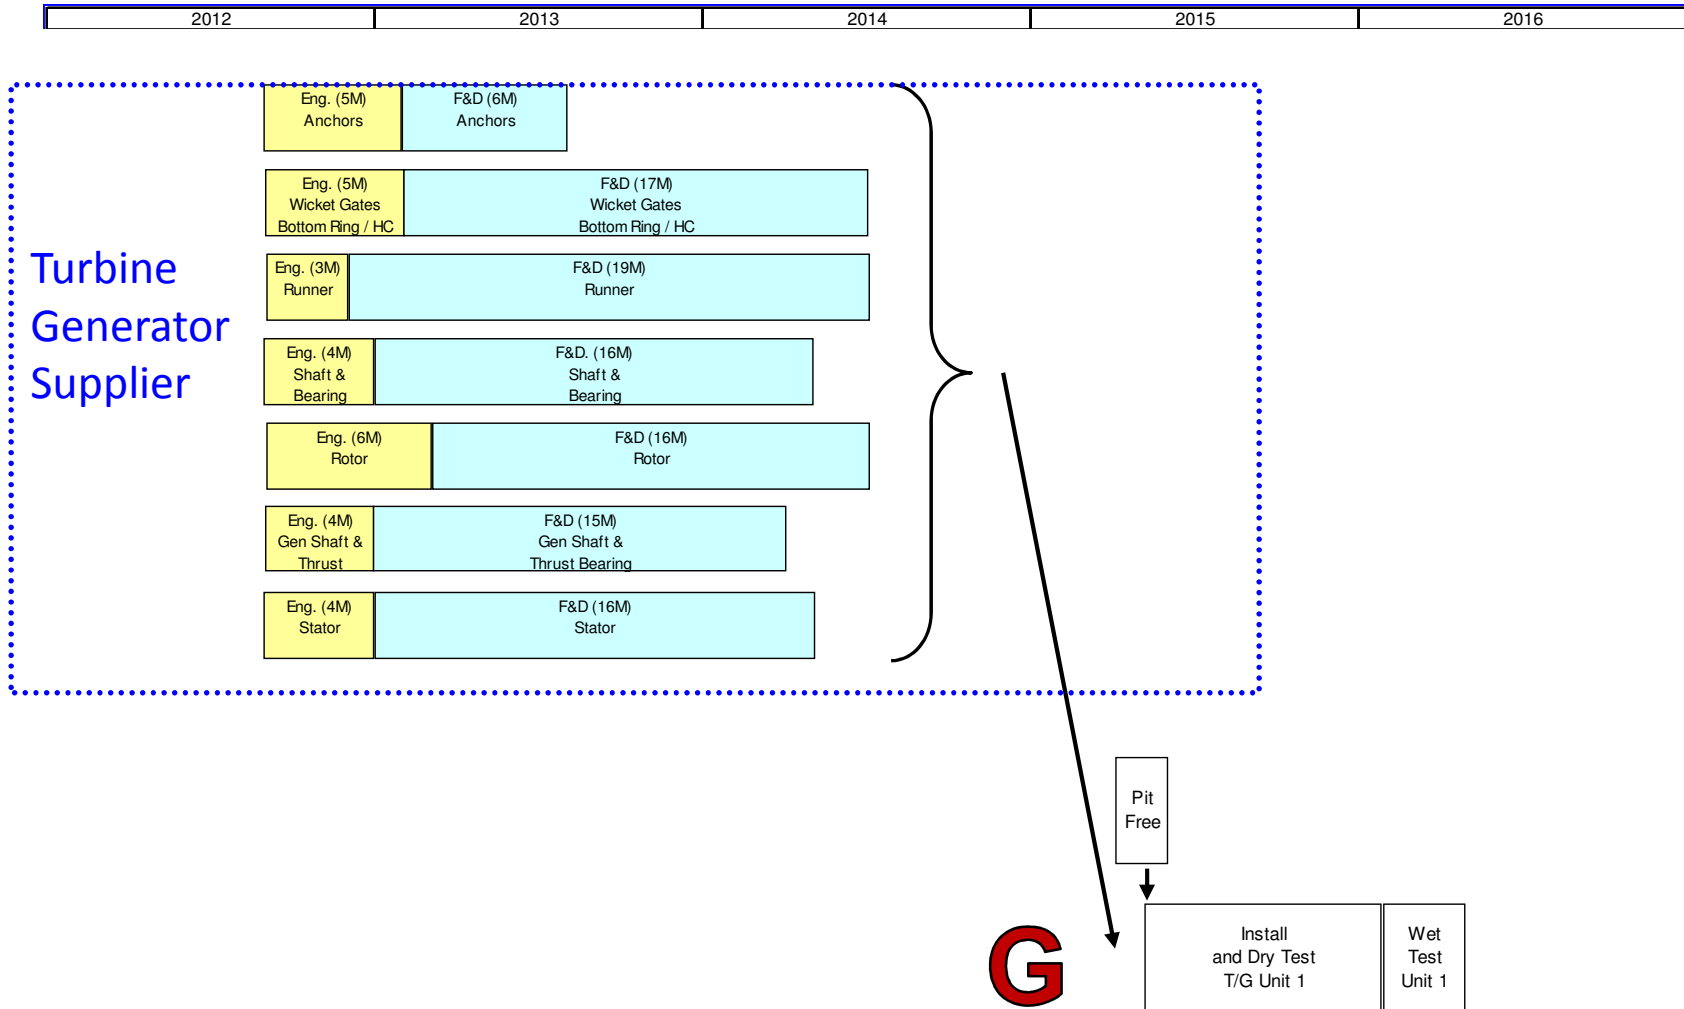 2012 2013 2014 2015 2016
Eng. (5M)
Anchors
F&D (6M)
Anchors
Eng. (5M)
Wicket Gates
Bottom Ring / HC
F&D (17M)
Wicket Gates
Bottom Ring / HC
Turbine
Generator
Supplier
Eng. (3M)
Runner
F&D (19M)
Runner
Eng. (4M)
Shaft &
Bearing
F&D. (16M)
Shaft &
Bearing
Eng. (6M)
Rotor
F&D (16M)
Rotor
Eng. (4M)
Gen Shaft &
Thrust
F&D (15M)
Gen Shaft &
Thrust Bearing
Eng. (4M)
Stator
F&D (16M)
Stator
Pit
Free
G
Install
and Dry Test
T/G Unit 1
Wet
Test
Unit 1